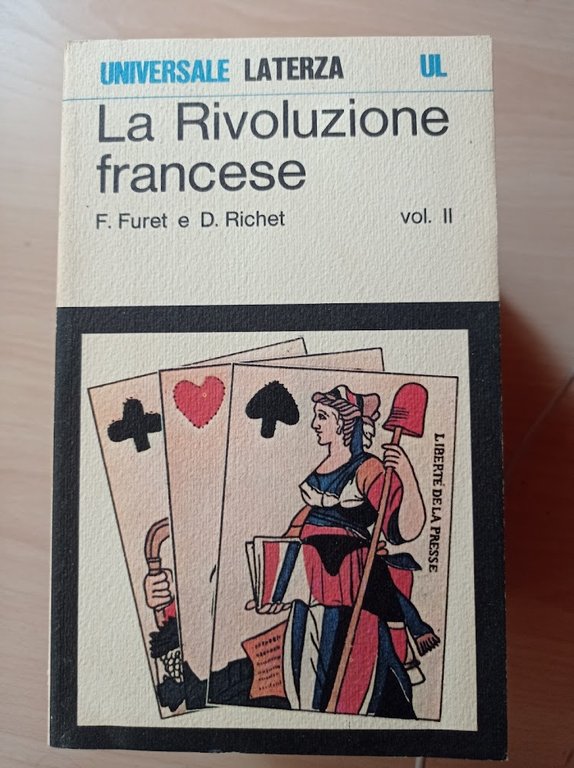 UNIVERSALE LATERZA UL
La Rivoluzione
francese
F. Furet e D. Richet vol. II
LIBERTÉ DE LA PRESSE